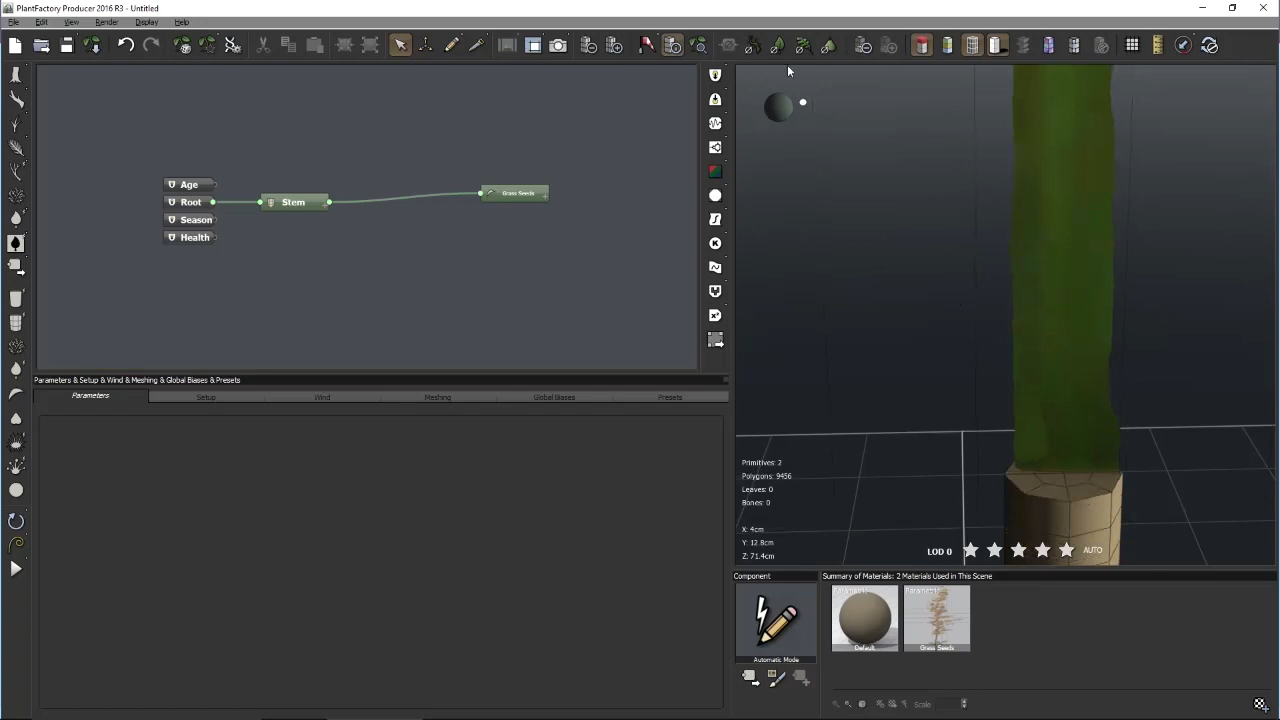 PlantFactory Producer 2016 R3 - Untitled
File Edit View Render Display Help
Age
Root
Season
Health
Stem
Grass Seeds
Parameters & Setup & Wind & Meshing & Global Biases & Presets
Parameters Setup Wind Meshing Global Biases Presets
Primitives: 2
Polygons: 9456
Leaves: 0
Bones: 0
X: 4cm
Y: 12.8cm
Z: 71.4cm
LOD 0 AUTO
Component
Automatic Mode
Summary of Materials: 2 Materials Used in This Scene
Default
Grass Seeds
Scale